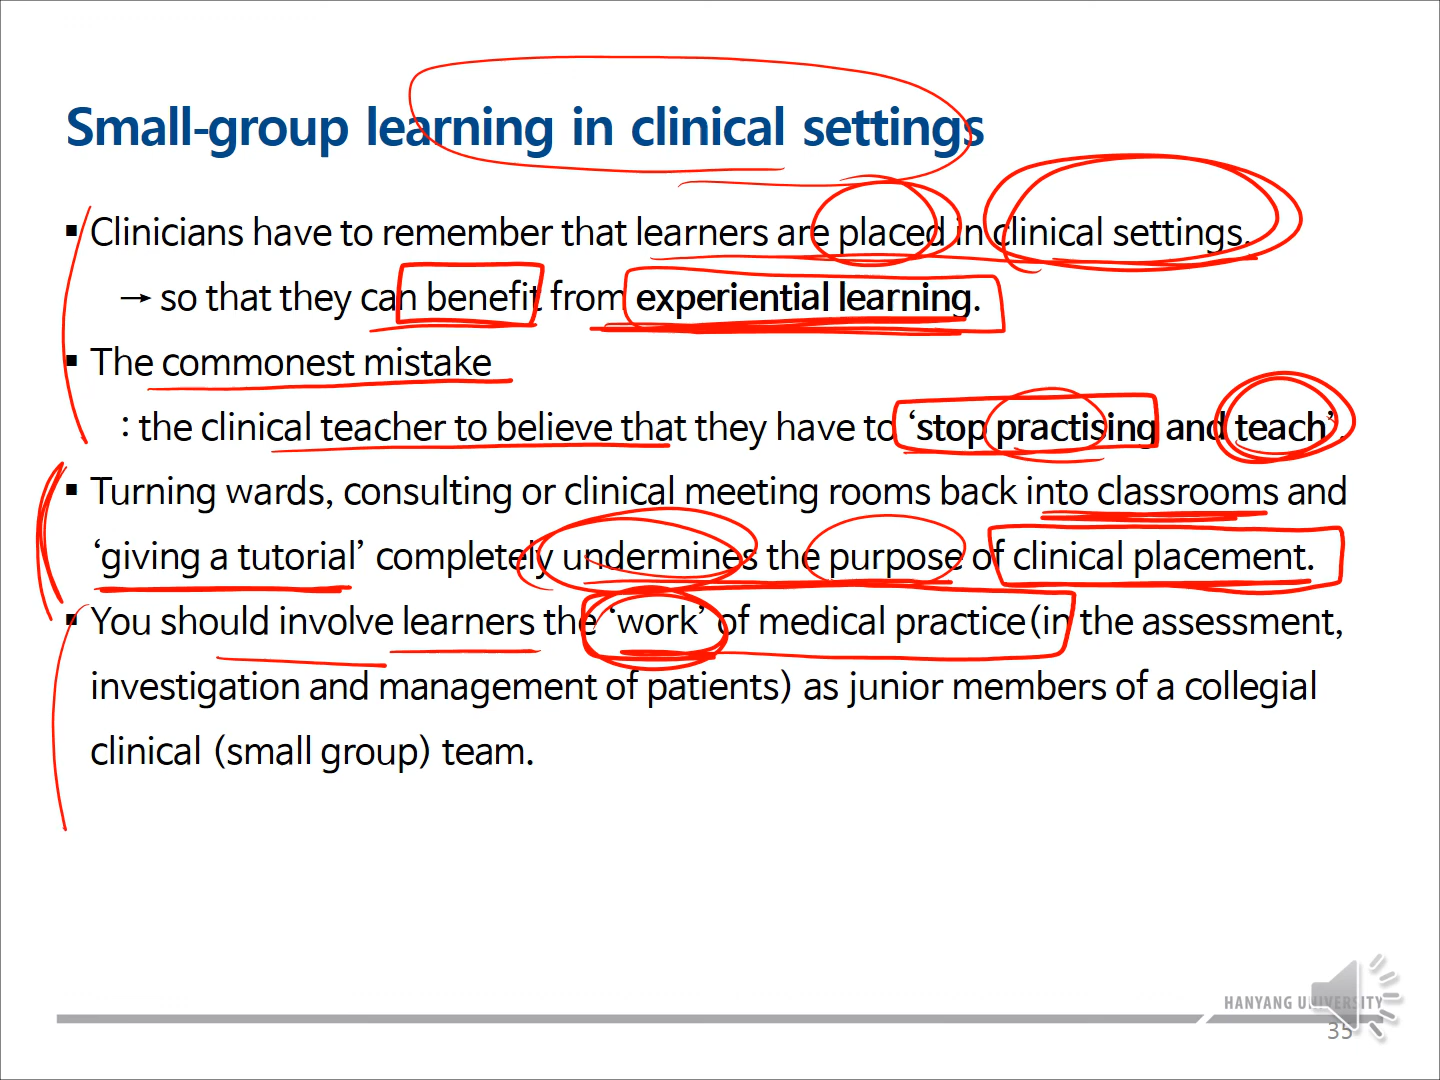 Small-group learning in clinical settings
▪ Clinicians have to remember that learners are placed in clinical settings.
→ so that they can benefit from experiential learning.
▪ The commonest mistake
: the clinical teacher to believe that they have to ‘stop practising and teach’.
▪ Turning wards, consulting or clinical meeting rooms back into classrooms and
‘giving a tutorial’ completely undermines the purpose of clinical placement.
▪ You should involve learners the ‘work’ of medical practice(in the assessment,
investigation and management of patients) as junior members of a collegial
clinical (small group) team.
HANYANG UNIVERSITY
35